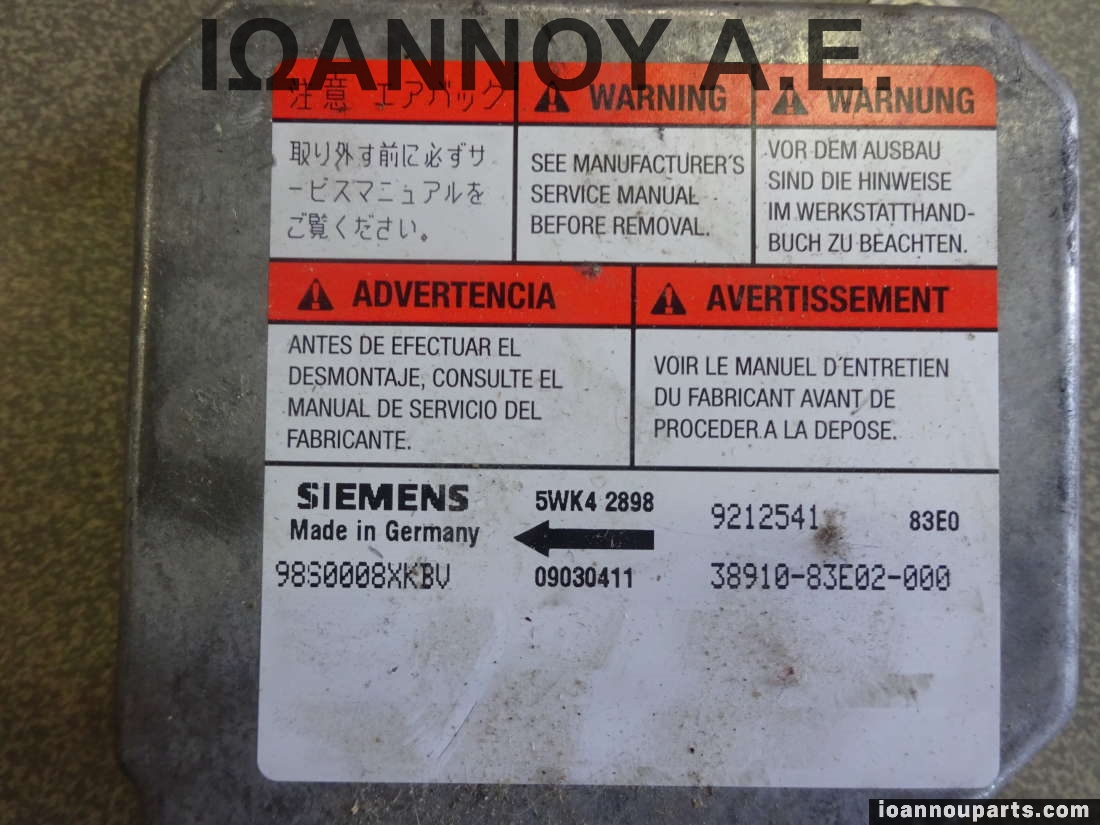 ΙΩΑΝΝΟΥ Α.Ε.
注意 エアバック
取り外す前に必ずサ
ービスマニュアルを
ご覧ください。
WARNING
SEE MANUFACTURER'S
SERVICE MANUAL
BEFORE REMOVAL.
WARNUNG
VOR DEM AUSBAU
SIND DIE HINWEISE
IM WERKSTATTHAND-
BUCH ZU BEACHTEN.
ADVERTENCIA
ANTES DE EFECTUAR EL
DESMONTAJE, CONSULTE EL
MANUAL DE SERVICIO DEL
FABRICANTE.
AVERTISSEMENT
VOIR LE MANUEL D'ENTRETIEN
DU FABRICANT AVANT DE
PROCEDER A LA DEPOSE.
SIEMENS 5WK4 2898 9212541 83E0
Made in Germany
98S0008XKBV 09030411 38910-83E02-000
ioannouparts.com